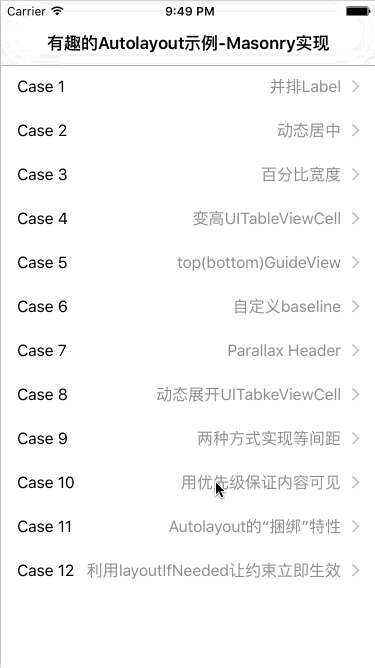 Carrier 9:49 PM
有趣的Autolayout示例-Masonry实现
Case 1 并排Label
Case 2 动态居中
Case 3 百分比宽度
Case 4 变高UITableViewCell
Case 5 top(bottom)GuideView
Case 6 自定义baseline
Case 7 Parallax Header
Case 8 动态展开UITabkeViewCell
Case 9 两种方式实现等间距
Case 10 用优先级保证内容可见
Case 11 Autolayout的“捆绑”特性
Case 12 利用layoutIfNeeded让约束立即生效